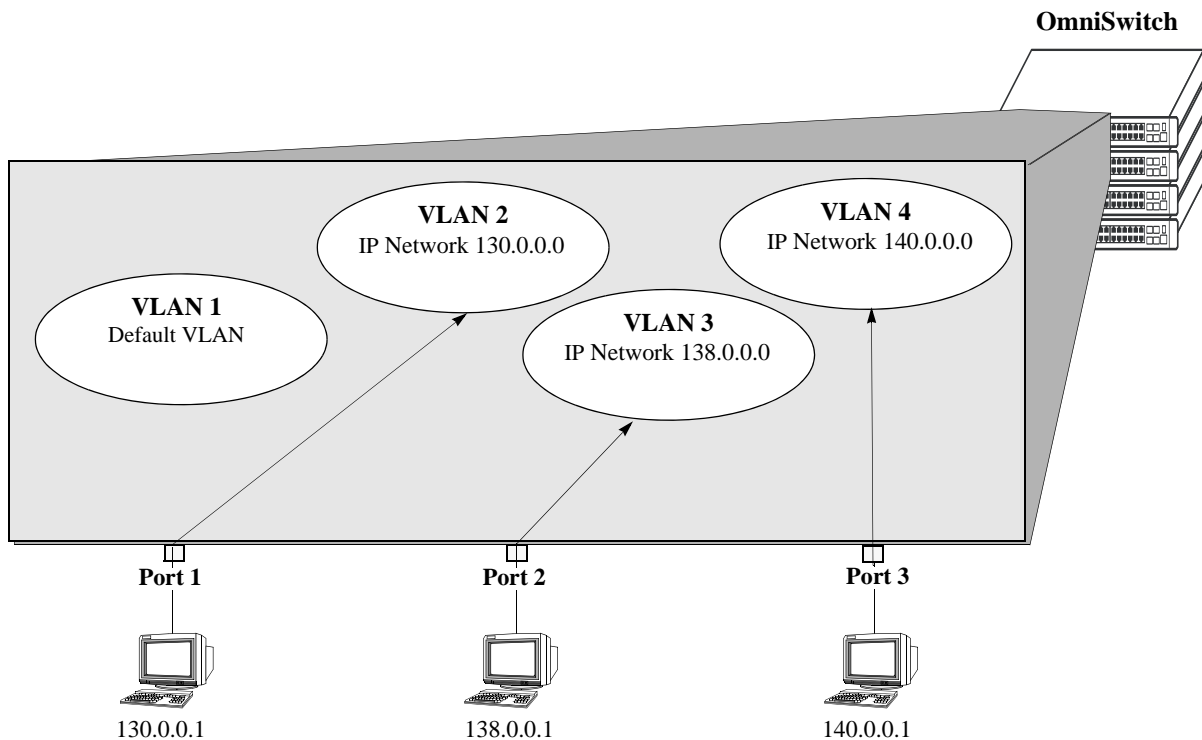 OmniSwitch
VLAN 2
IP Network 130.0.0.0
VLAN 4
IP Network 140.0.0.0
VLAN 1
Default VLAN
VLAN 3
IP Network 138.0.0.0
Port 1
Port 2
Port 3
130.0.0.1
138.0.0.1
140.0.0.1